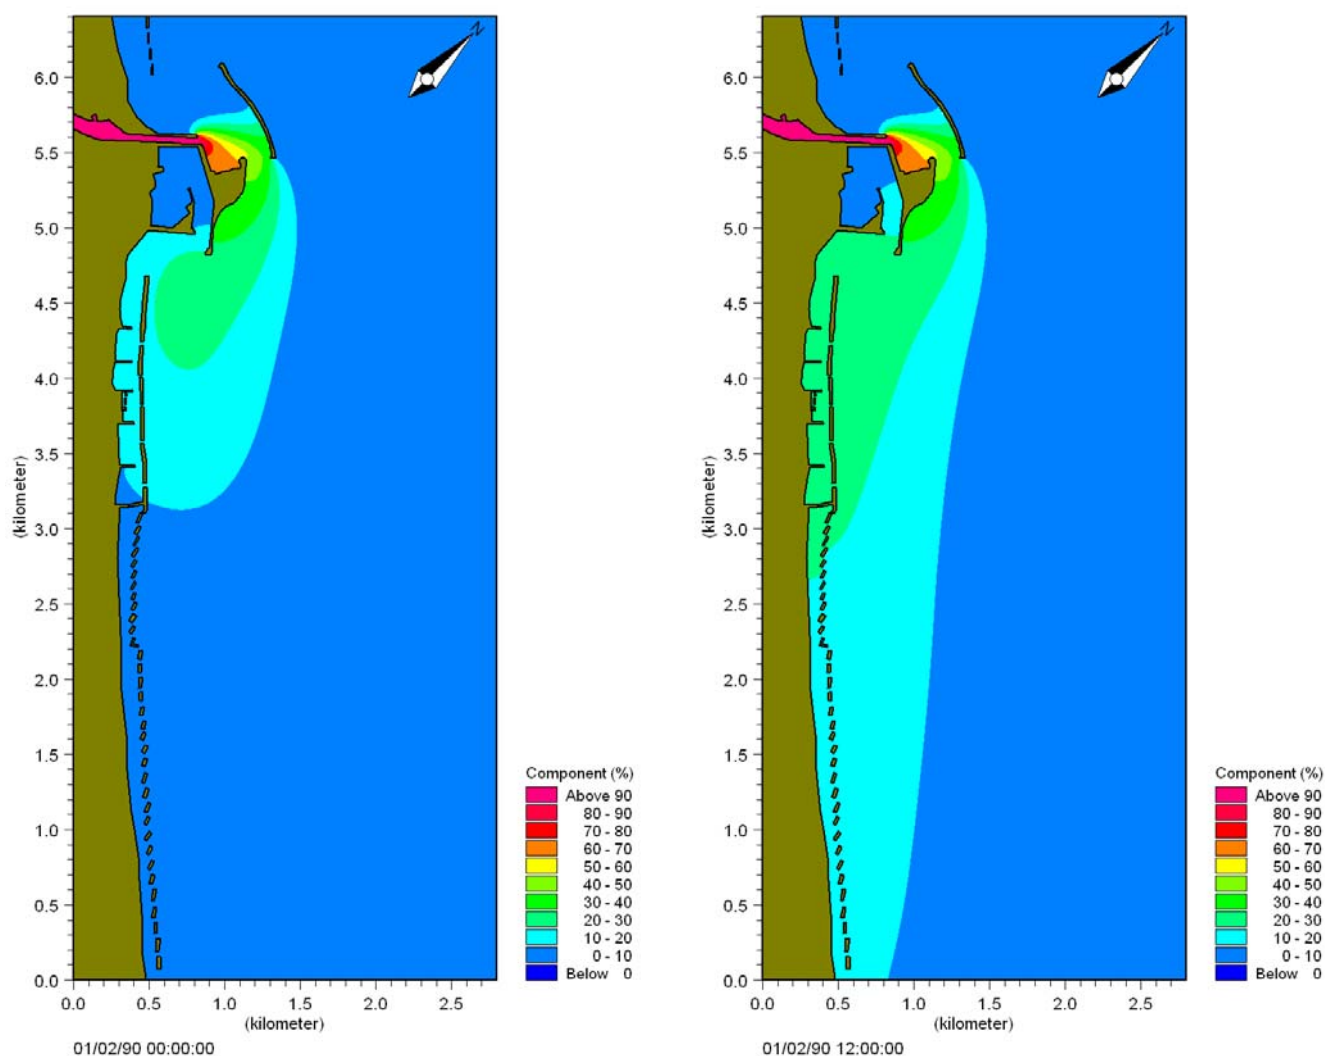 N
6.0
5.5
5.0
4.5
4.0
3.5
3.0
2.5
2.0
1.5
1.0
0.5
0.0
(kilometer)
0.0 0.5 1.0 1.5 2.0 2.5
(kilometer)
01/02/90 00:00:00
Component (%)
Above 90
80 - 90
70 - 80
60 - 70
50 - 60
40 - 50
30 - 40
20 - 30
10 - 20
0 - 10
Below 0
N
6.0
5.5
5.0
4.5
4.0
3.5
3.0
2.5
2.0
1.5
1.0
0.5
0.0
(kilometer)
0.0 0.5 1.0 1.5 2.0 2.5
(kilometer)
01/02/90 12:00:00
Component (%)
Above 90
80 - 90
70 - 80
60 - 70
50 - 60
40 - 50
30 - 40
20 - 30
10 - 20
0 - 10
Below 0